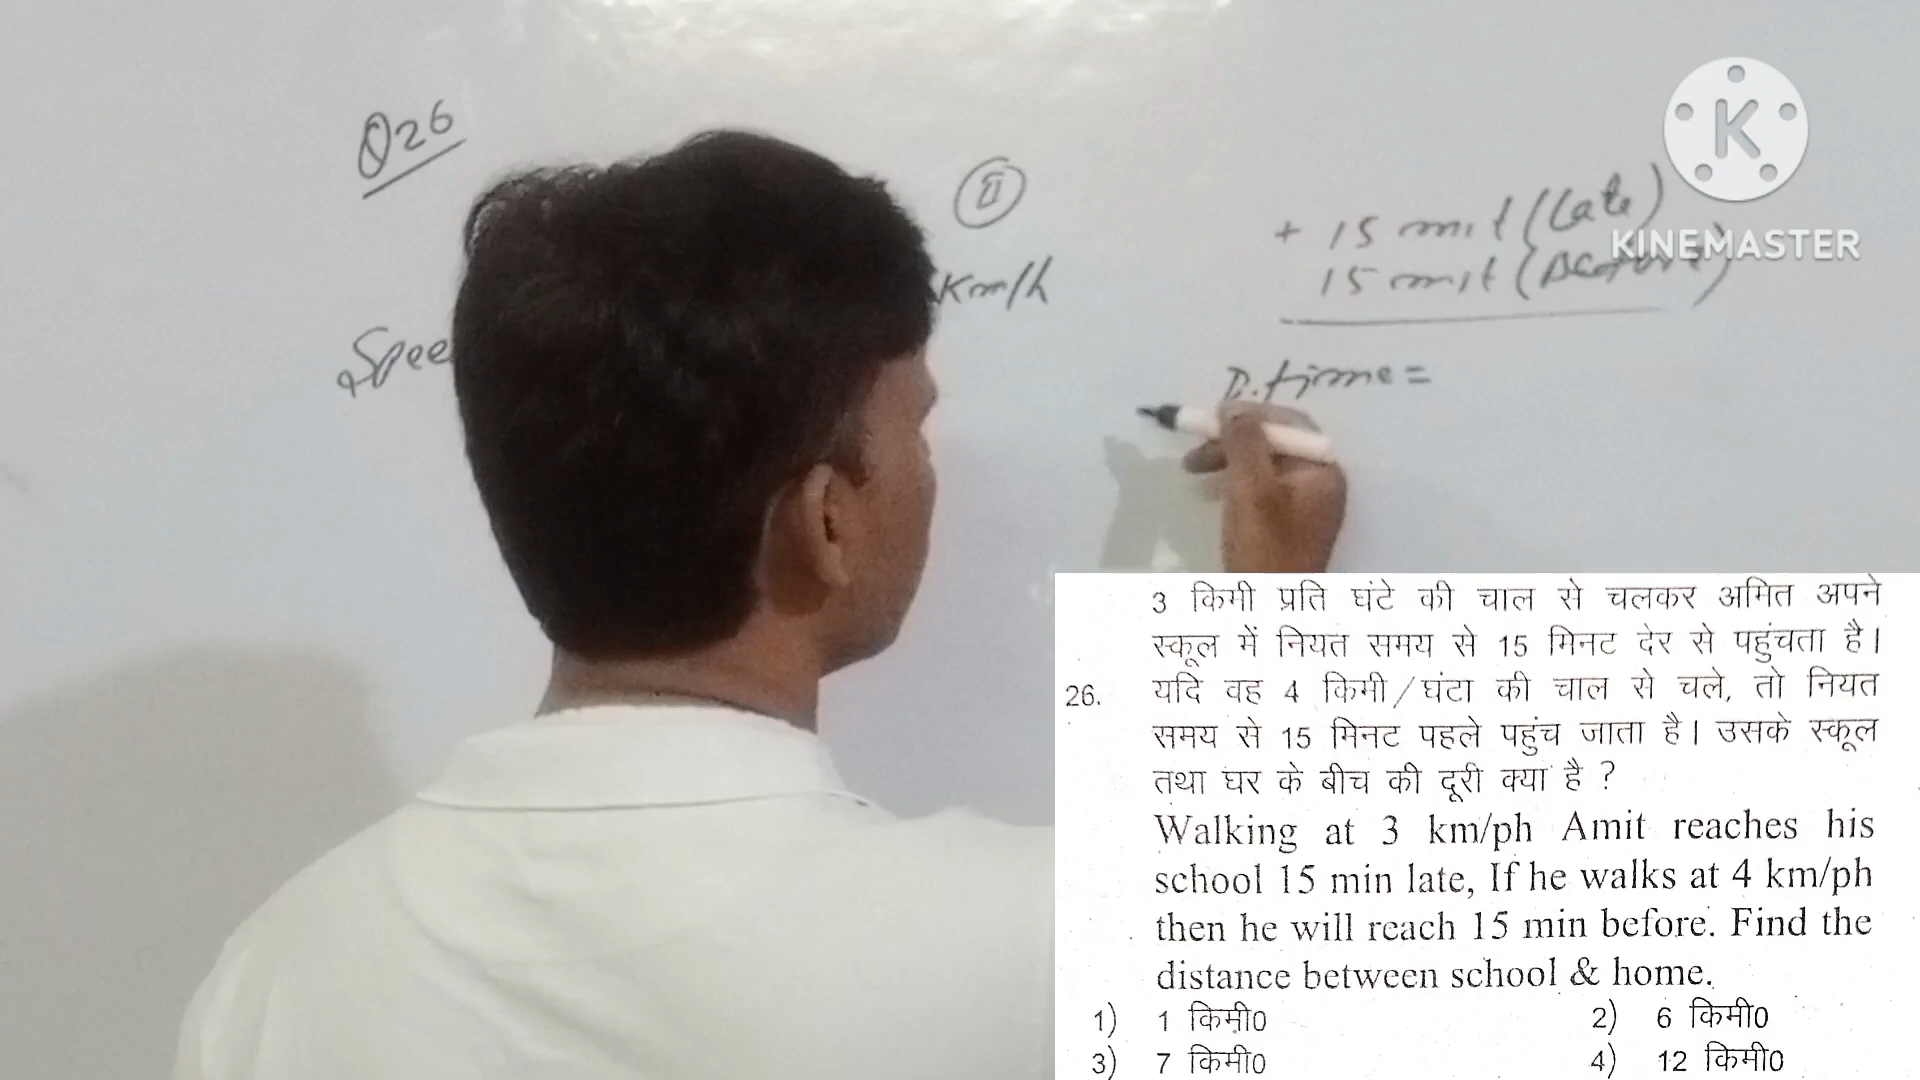 Q26
II
Km/h
Spee
+ 15 mit (Late)
15 mit (Before)
D. time =
K
KINEMASTER
3 किमी प्रति घंटे की चाल से चलकर अमित अपने
स्कूल में नियत समय से 15 मिनट देर से पहुंचता है।
26. यदि वह 4 किमी/घंटा की चाल से चले, तो नियत
समय से 15 मिनट पहले पहुंच जाता है। उसके स्कूल
तथा घर के बीच की दूरी क्या है ?
Walking at 3 km/ph Amit reaches his
school 15 min late, If he walks at 4 km/ph
then he will reach 15 min before. Find the
distance between school & home.
1) 1 किमी0 2) 6 किमी0
3) 7 किमी0 4) 12 किमी0